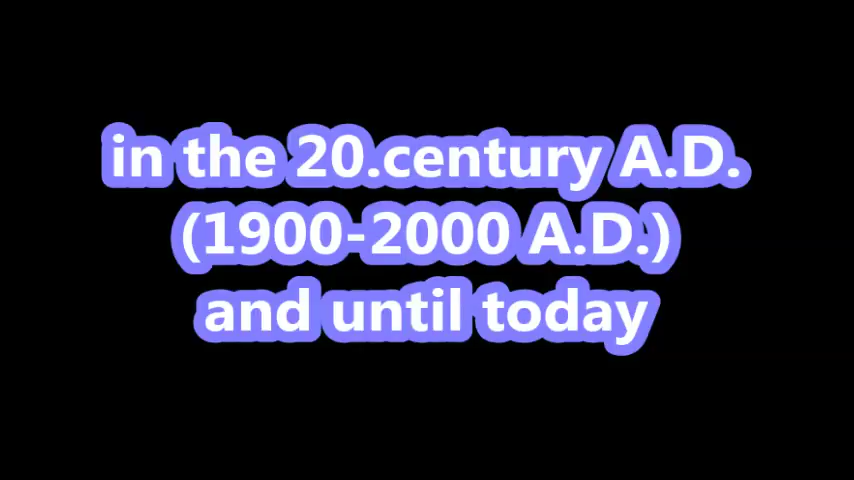 in the 20.century A.D.
(1900-2000 A.D.)
and until today